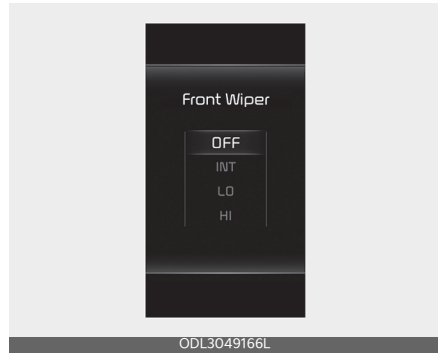 Front Wiper
OFF
INT
LO
HI
ODL3049166L